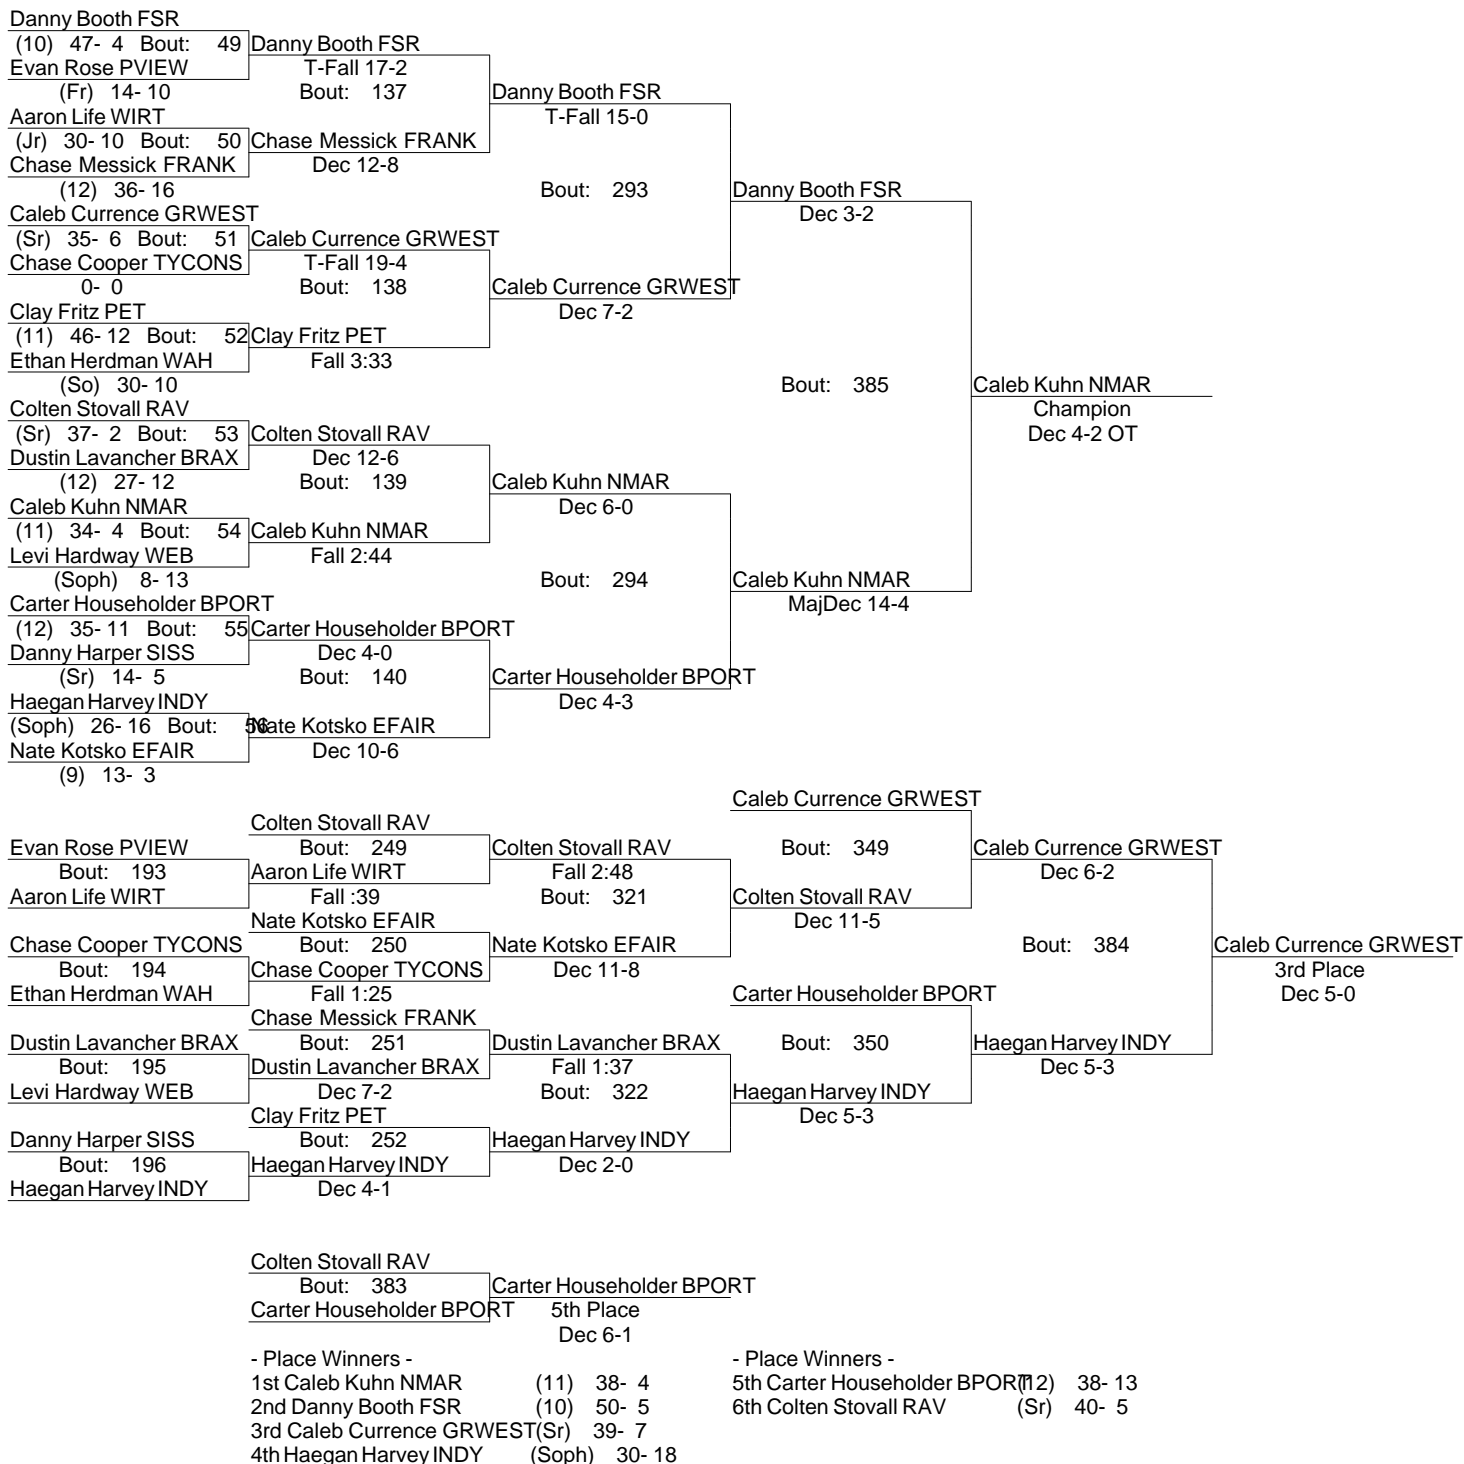 Danny Booth FSR
(10) 47- 4 Bout: 49 Danny Booth FSR
Evan Rose PVIEW T-Fall 17-2
(Fr) 14- 10 Bout: 137 Danny Booth FSR
Aaron Life WIRT T-Fall 15-0
(Jr) 30- 10 Bout: 50 Chase Messick FRANK
Chase Messick FRANK Dec 12-8
(12) 36- 16 Bout: 293 Danny Booth FSR
Caleb Currence GRWEST Dec 3-2
(Sr) 35- 6 Bout: 51 Caleb Currence GRWEST
Chase Cooper TYCONS T-Fall 19-4
0- 0 Bout: 138 Caleb Currence GRWEST
Clay Fritz PET Dec 7-2
(11) 46- 12 Bout: 52 Clay Fritz PET
Ethan Herdman WAH Fall 3:33
(So) 30- 10 Bout: 385 Caleb Kuhn NMAR
Colten Stovall RAV Champion
(Sr) 37- 2 Bout: 53 Colten Stovall RAV Dec 4-2 OT
Dustin Lavancher BRAX Dec 12-6
(12) 27- 12 Bout: 139 Caleb Kuhn NMAR
Caleb Kuhn NMAR Dec 6-0
(11) 34- 4 Bout: 54 Caleb Kuhn NMAR
Levi Hardway WEB Fall 2:44
(Soph) 8- 13 Bout: 294 Caleb Kuhn NMAR
Carter Householder BPORT MajDec 14-4
(12) 35- 11 Bout: 55 Carter Householder BPORT
Danny Harper SISS Dec 4-0
(Sr) 14- 5 Bout: 140 Carter Householder BPORT
Haegan Harvey INDY Dec 4-3
(Soph) 26- 16 Bout: 56 Nate Kotsko EFAIR
Nate Kotsko EFAIR Dec 10-6
(9) 13- 3
Caleb Currence GRWEST
Colten Stovall RAV
Evan Rose PVIEW Bout: 249 Colten Stovall RAV Bout: 349 Caleb Currence GRWEST
Bout: 193 Aaron Life WIRT Fall 2:48 Dec 6-2
Aaron Life WIRT Fall :39 Bout: 321 Colten Stovall RAV
Nate Kotsko EFAIR Dec 11-5
Chase Cooper TYCONS Bout: 250 Nate Kotsko EFAIR Bout: 384 Caleb Currence GRWEST
Bout: 194 Chase Cooper TYCONS Dec 11-8 3rd Place
Ethan Herdman WAH Fall 1:25 Carter Householder BPORT Dec 5-0
Chase Messick FRANK
Dustin Lavancher BRAX Bout: 251 Dustin Lavancher BRAX Bout: 350 Haegan Harvey INDY
Bout: 195 Dustin Lavancher BRAX Fall 1:37 Dec 5-3
Levi Hardway WEB Dec 7-2 Bout: 322 Haegan Harvey INDY
Clay Fritz PET Dec 5-3
Danny Harper SISS Bout: 252 Haegan Harvey INDY
Bout: 196 Haegan Harvey INDY Dec 2-0
Haegan Harvey INDY Dec 4-1
Colten Stovall RAV
Bout: 383 Carter Householder BPORT
Carter Householder BPORT 5th Place
Dec 6-1
- Place Winners - - Place Winners -
1st Caleb Kuhn NMAR (11) 38- 4 5th Carter Householder BPORT (12) 38- 13
2nd Danny Booth FSR (10) 50- 5 6th Colten Stovall RAV (Sr) 40- 5
3rd Caleb Currence GRWEST (Sr) 39- 7
4th Haegan Harvey INDY (Soph) 30- 18